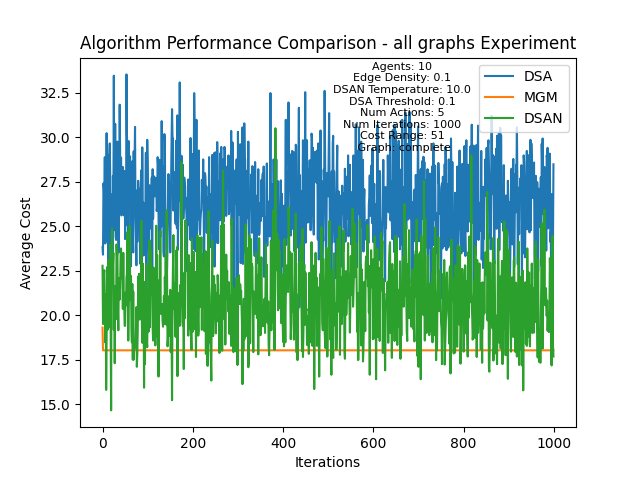 Algorithm Performance Comparison - all graphs Experiment
Agents: 10
Edge Density: 0.1
DSAN Temperature: 10.0
DSA Threshold: 0.1
Num Actions: 5
Num Iterations: 1000
Cost Range: 51
Graph: complete
DSA
MGM
DSAN
Average Cost
32.5
30.0
27.5
25.0
22.5
20.0
17.5
15.0
0
200
400
600
800
1000
Iterations